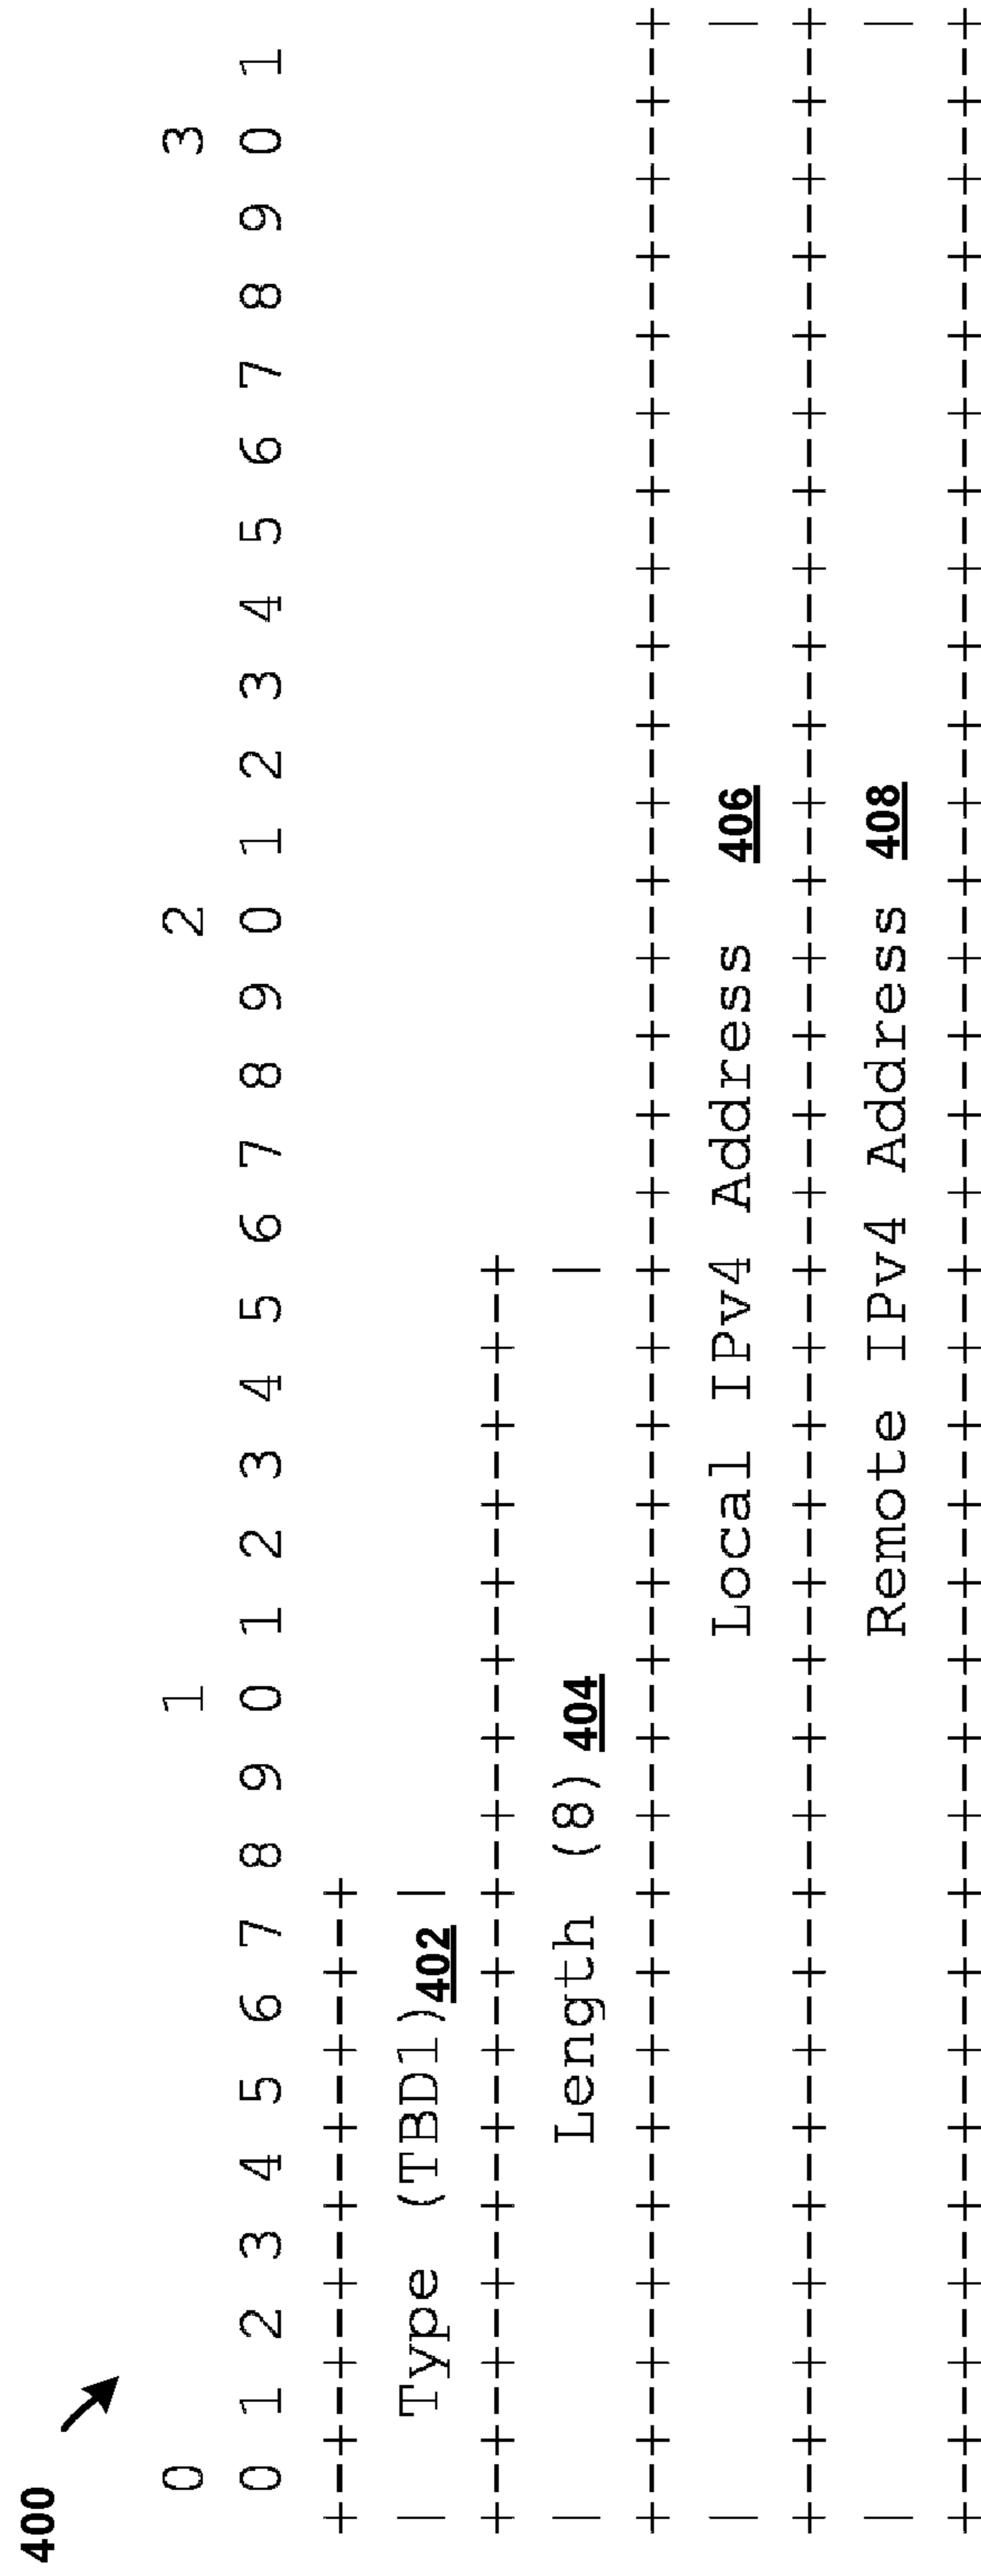 400
0                   1                   2                   3
0 1 2 3 4 5 6 7 8 9 0 1 2 3 4 5 6 7 8 9 0 1 2 3 4 5 6 7 8 9 0 1
+-+-+-+-+-+-+-+-+
| Type (TBD1) 402 |
+-+-+-+-+-+-+-+-+-+-+-+-+-+-+-+-+
| Length (8) 404 |
+-+-+-+-+-+-+-+-+-+-+-+-+-+-+-+-+-+-+-+-+-+-+-+-+-+-+-+-+-+-+-+-+
| Local IPv4 Address 406 |
+-+-+-+-+-+-+-+-+-+-+-+-+-+-+-+-+-+-+-+-+-+-+-+-+-+-+-+-+-+-+-+-+
| Remote IPv4 Address 408 |
+-+-+-+-+-+-+-+-+-+-+-+-+-+-+-+-+-+-+-+-+-+-+-+-+-+-+-+-+-+-+-+-+